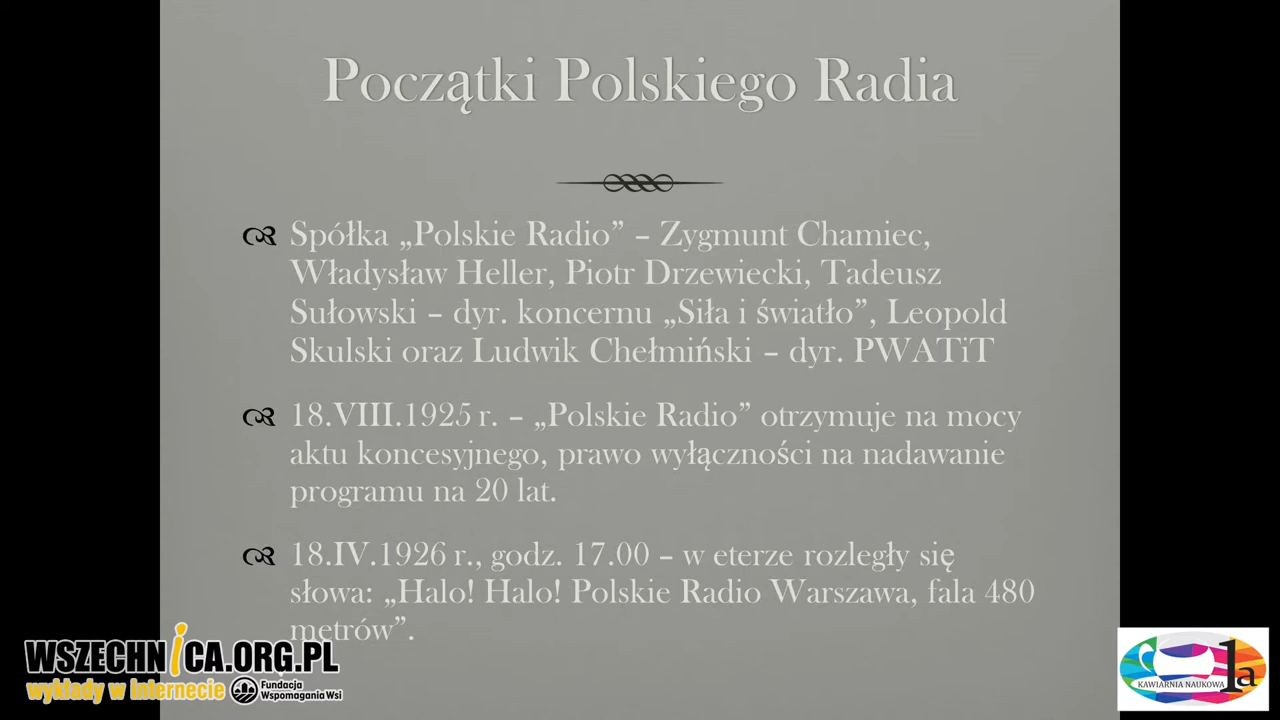 Początki Polskiego Radia
Spółka „Polskie Radio” – Zygmunt Chamiec,
Władysław Heller, Piotr Drzewiecki, Tadeusz
Sułowski – dyr. koncernu „Siła i światło”, Leopold
Skulski oraz Ludwik Chełmiński – dyr. PWATiT
18.VIII.1925 r. – „Polskie Radio” otrzymuje na mocy
aktu koncesyjnego, prawo wyłączności na nadawanie
programu na 20 lat.
18.IV.1926 r., godz. 17.00 – w eterze rozległy się
słowa: „Halo! Halo! Polskie Radio Warszawa, fala 480
metrów”.
WSZECHNiCA.ORG.PL
wykłady w internecie
Fundacja
Wspomagania Wsi
KAWIARNIA NAUKOWA 1a